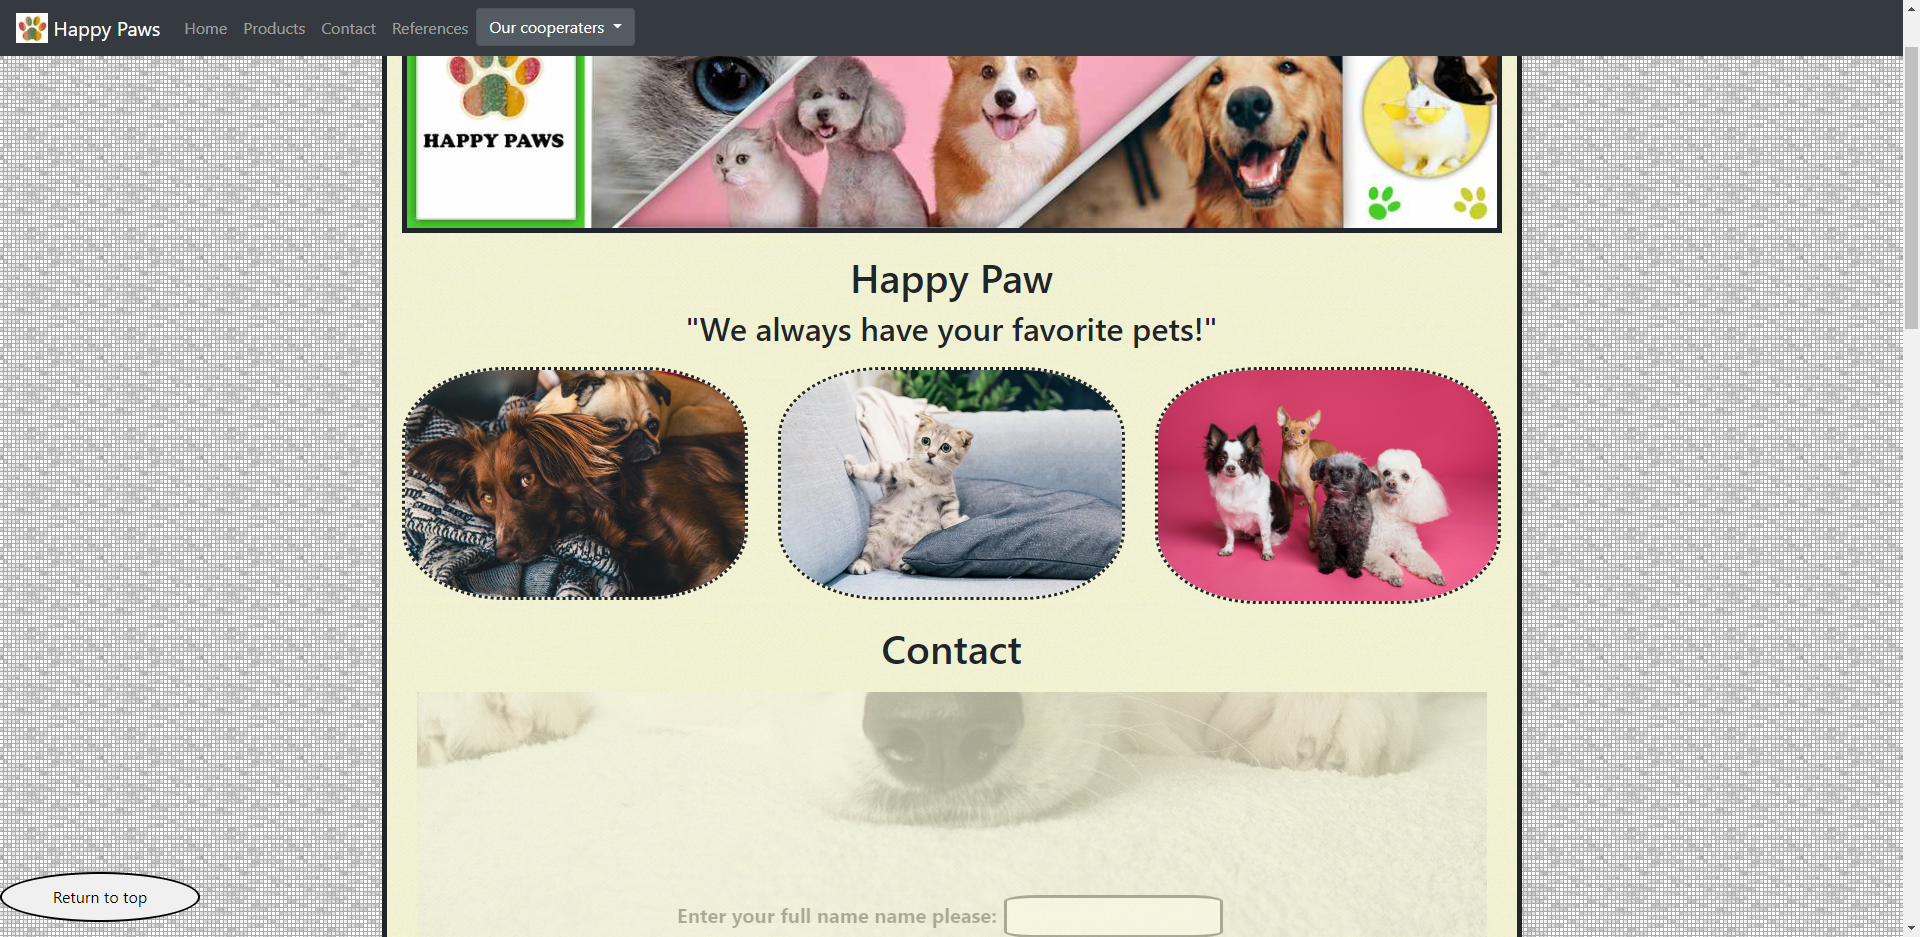 Happy Paws Home Products Contact References Our cooperaters
HAPPY PAWS
Happy Paw
"We always have your favorite pets!"
Contact
Return to top
Enter your full name name please: